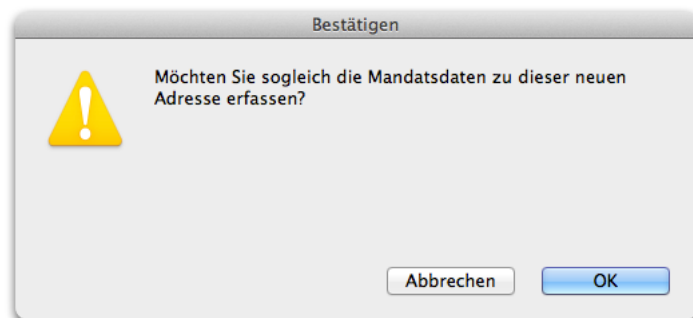 Bestätigen
Möchten Sie sogleich die Mandatsdaten zu dieser neuen
Adresse erfassen?
Abbrechen
OK